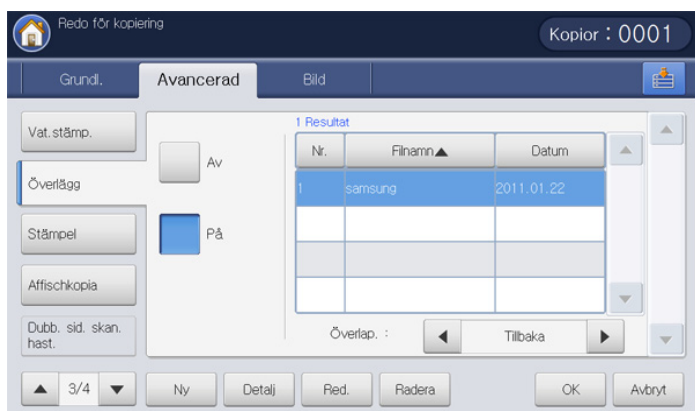 Redo för kopiering
Kopior : 0001
Grundl.
Avancerad
Bild
Vat.stämp.
Överlägg
Stämpel
Affischkopia
Dubb. sid. skan.
hast.
3/4
Av
På
1 Resultat
Nr. Filnamn▲ Datum
1 samsung 2011.01.22
Överlap. : Tillbaka
Ny
Detalj
Red.
Radera
OK
Avbryt